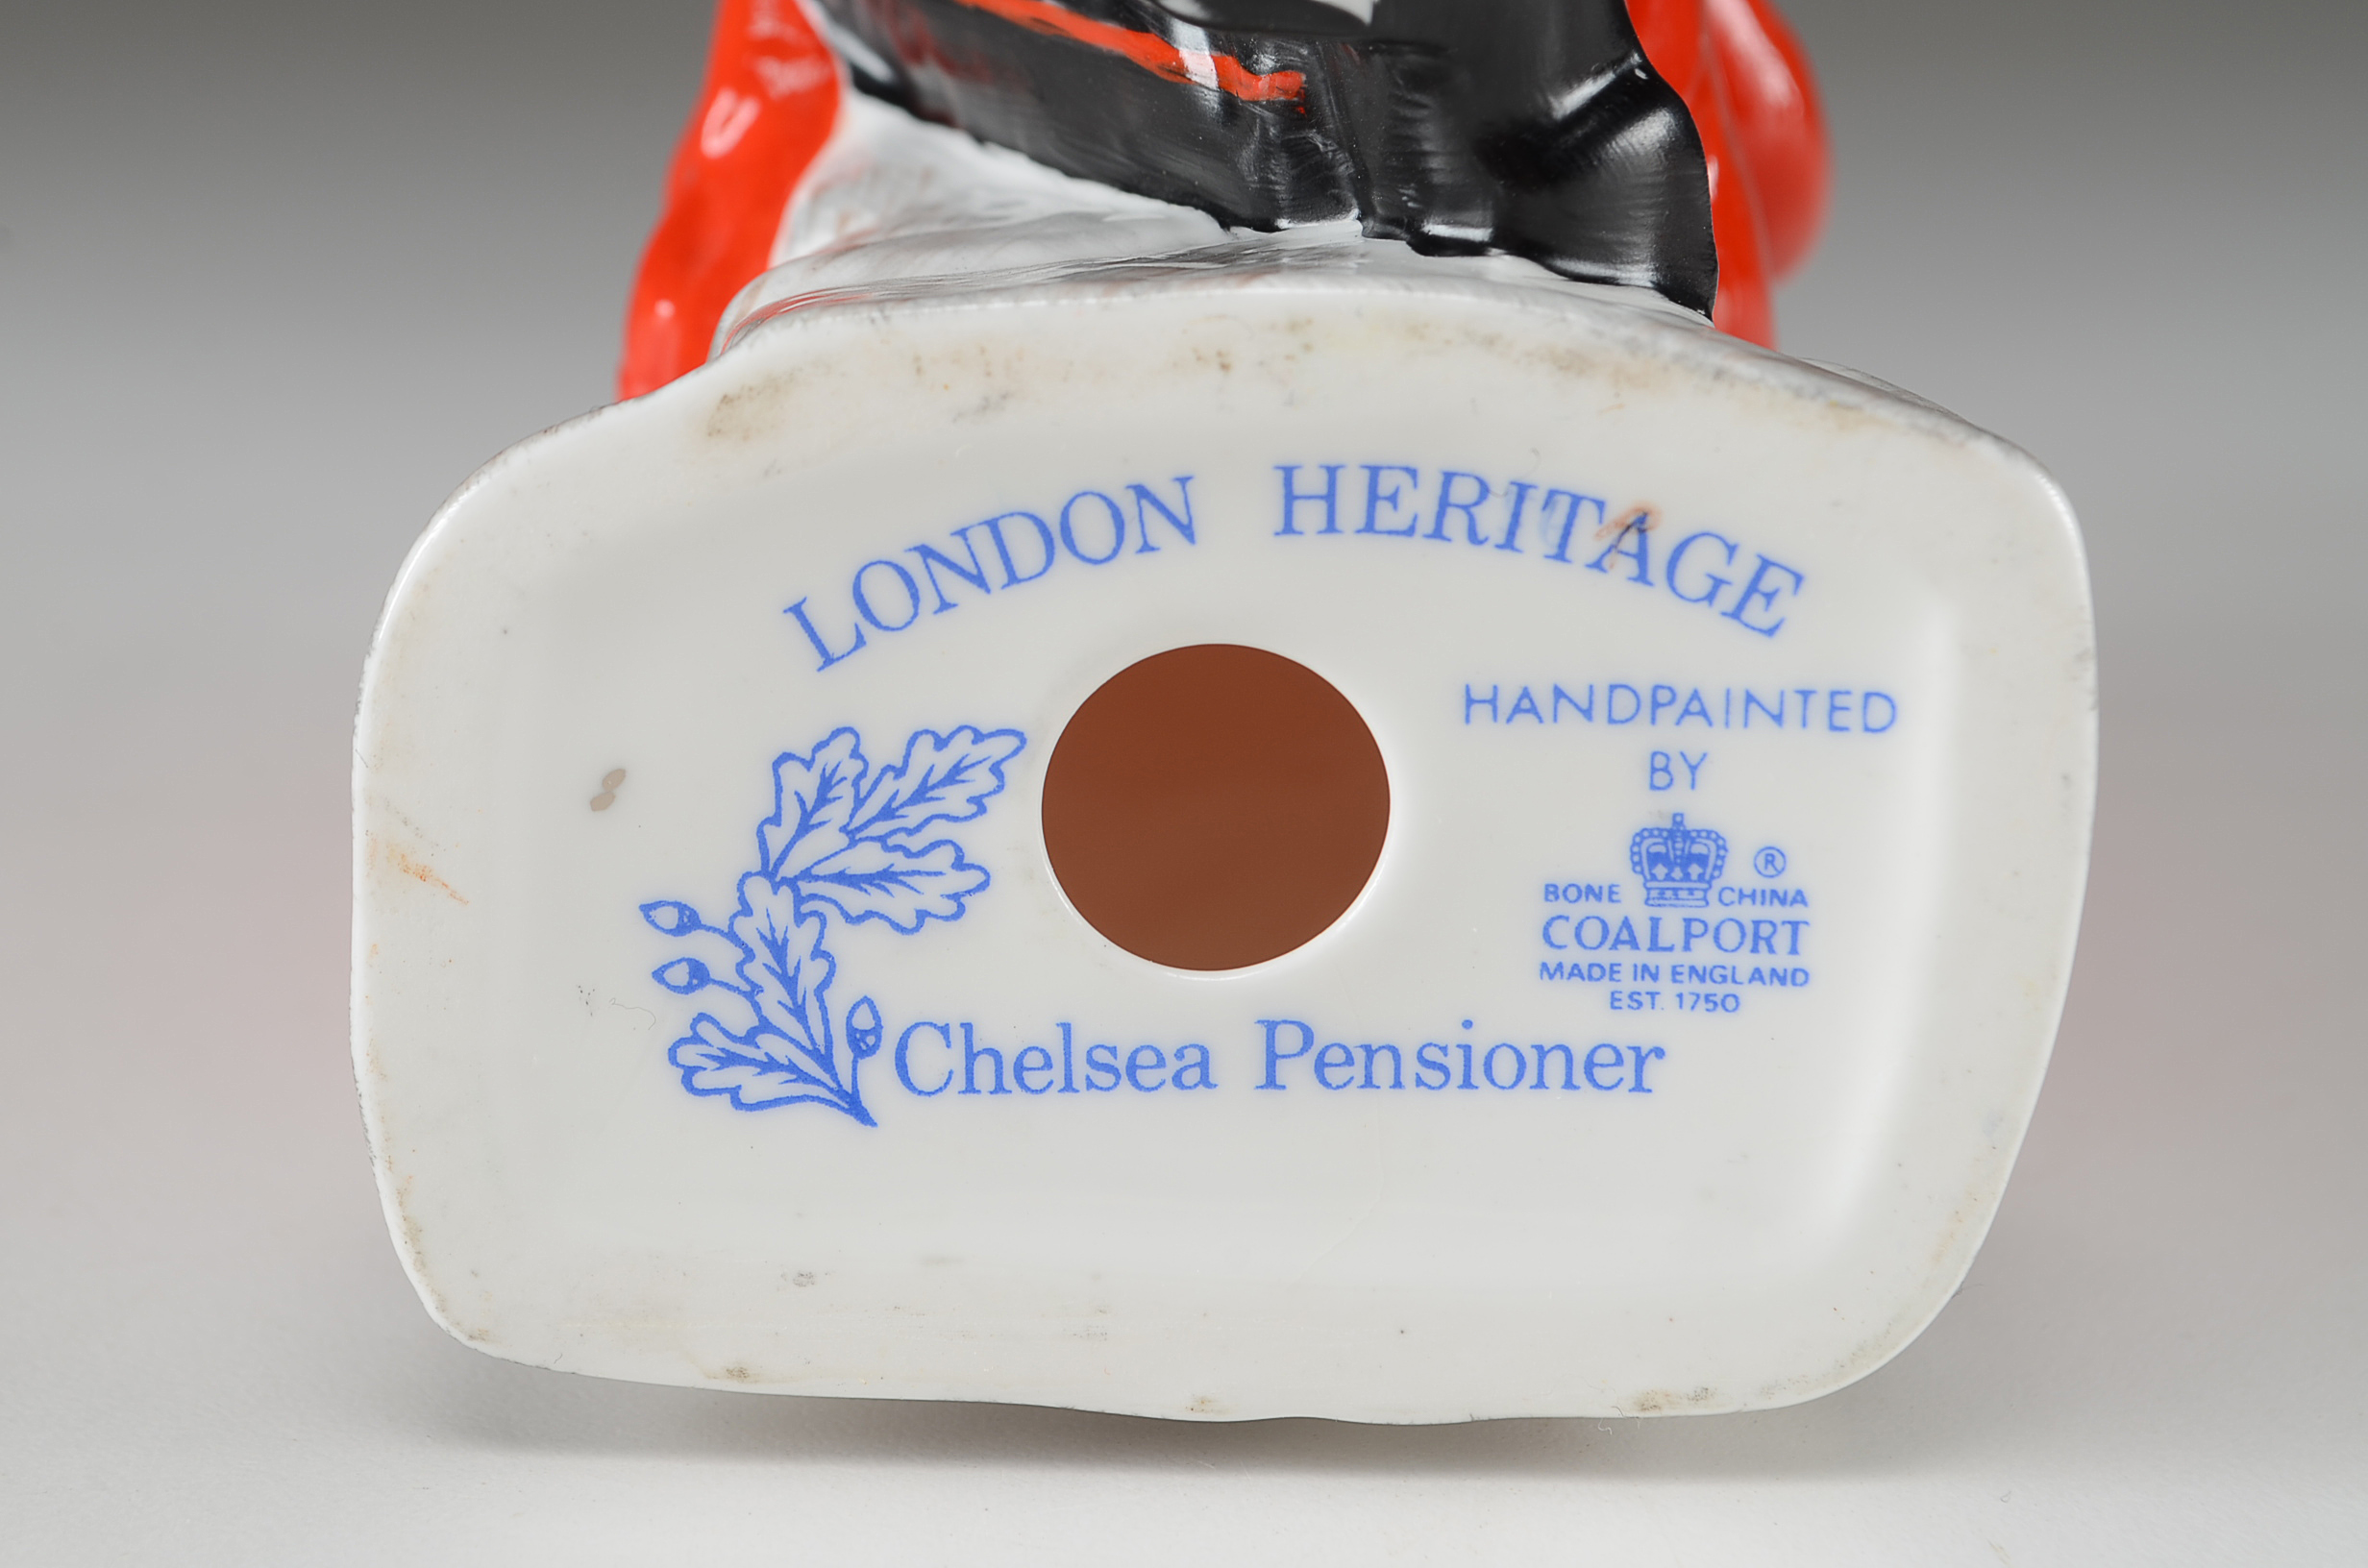 LONDON HERITAGE
HANDPAINTED
BY
®
BONE CHINA
COALPORT
MADE IN ENGLAND
EST. 1750
Chelsea Pensioner